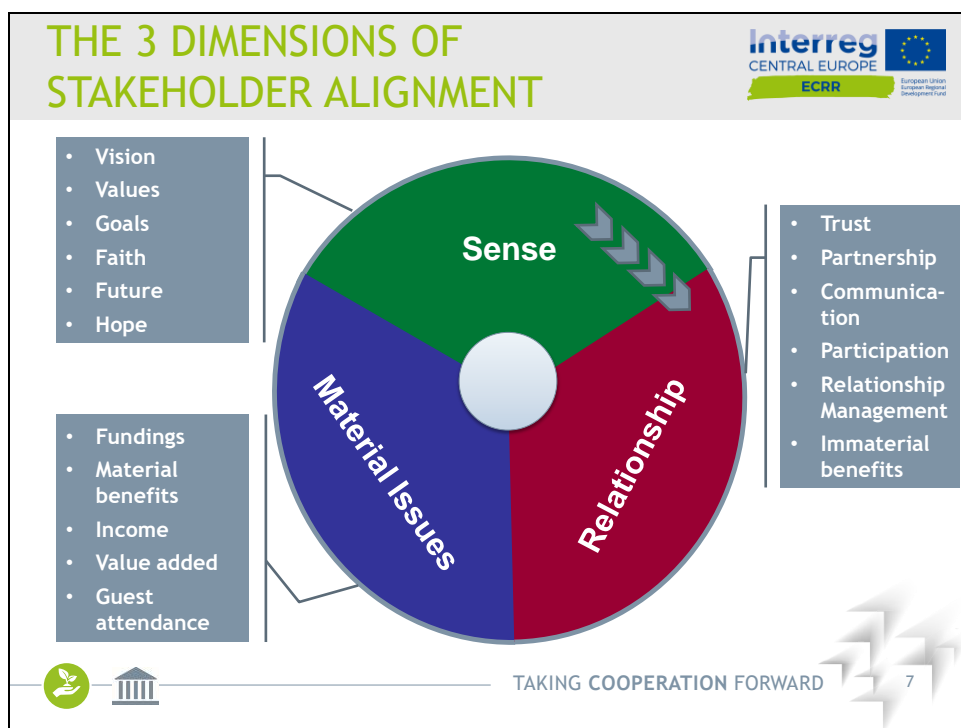 THE 3 DIMENSIONS OF
STAKEHOLDER ALIGNMENT
Interreg
CENTRAL EUROPE
ECRR
European Union
European Regional
Development Fund
• Vision
• Values
• Goals
• Faith
• Future
• Hope
Sense
• Trust
• Partnership
• Communica-
tion
• Participation
• Relationship
Management
• Immaterial
benefits
Material Issues
Relationship
• Fundings
• Material
benefits
• Income
• Value added
• Guest
attendance
TAKING COOPERATION FORWARD
7